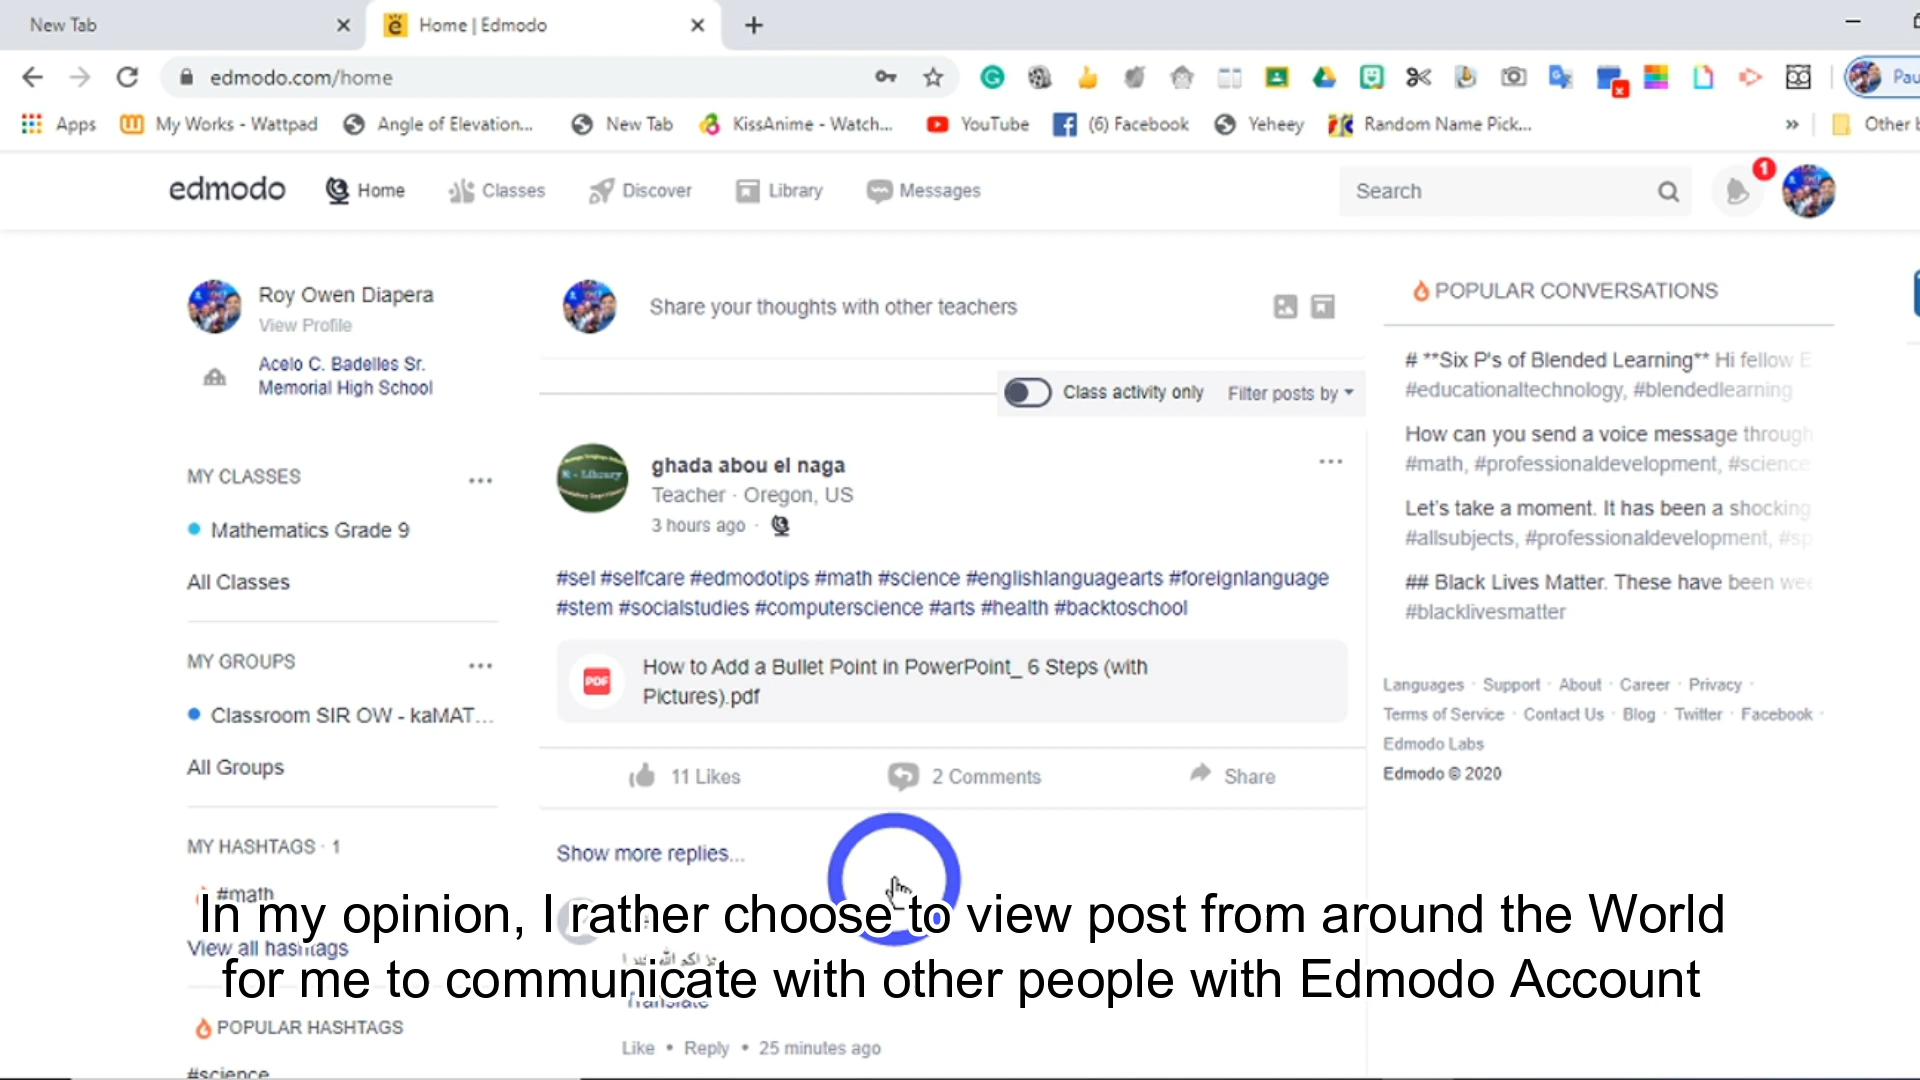 New Tab
Home | Edmodo
edmodo.com/home
Pau
Apps
My Works - Wattpad
Angle of Elevation...
New Tab
KissAnime - Watch...
YouTube
(6) Facebook
Yeheey
Random Name Pick...
»
Other b
edmodo
Home
Classes
Discover
Library
Messages
Search
1
Roy Owen Diapera
View Profile
Acelo C. Badelles Sr.
Memorial High School
MY CLASSES
Mathematics Grade 9
All Classes
MY GROUPS
Classroom SIR OW - kaMAT...
All Groups
MY HASHTAGS · 1
#math
View all hashtags
POPULAR HASHTAGS
#science
Share your thoughts with other teachers
Class activity only
Filter posts by
ghada abou el naga
Teacher · Oregon, US
3 hours ago ·
#sel #selfcare #edmodotips #math #science #englishlanguagearts #foreignlanguage
#stem #socialstudies #computerscience #arts #health #backtoschool
PDF
How to Add a Bullet Point in PowerPoint_ 6 Steps (with
Pictures).pdf
11 Likes
2 Comments
Share
Show more replies...
Translate
Like • Reply • 25 minutes ago
POPULAR CONVERSATIONS
# **Six P's of Blended Learning** Hi fellow E
#educationaltechnology, #blendedlearning
How can you send a voice message through
#math, #professionaldevelopment, #science
Let's take a moment. It has been a shocking
#allsubjects, #professionaldevelopment, #sp
## Black Lives Matter. These have been wee
#blacklivesmatter
Languages · Support · About · Career · Privacy ·
Terms of Service · Contact Us · Blog · Twitter · Facebook ·
Edmodo Labs
Edmodo © 2020
In my opinion, I rather choose to view post from around the World
for me to communicate with other people with Edmodo Account